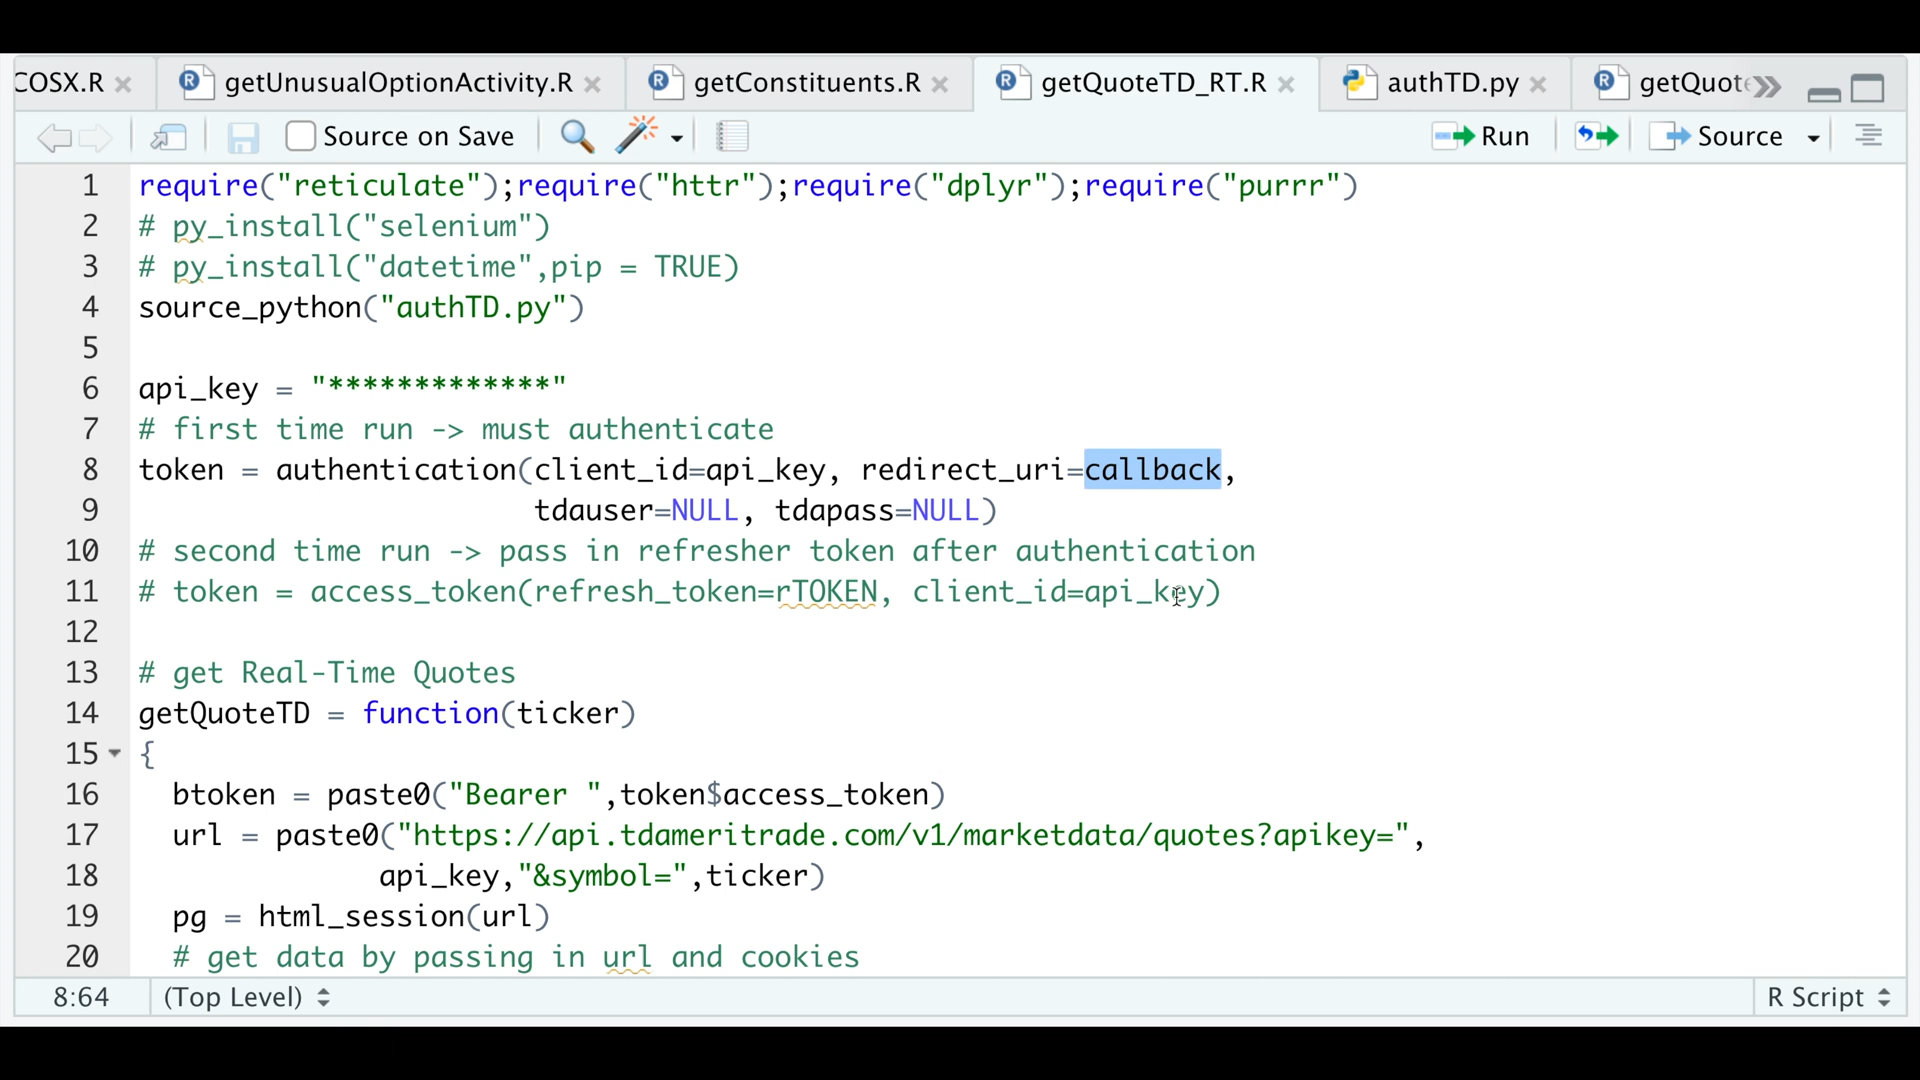 COSX.R getUnusualOptionActivity.R getConstituents.R getQuoteTD_RT.R authTD.py getQuote
Source on Save Run Source
1 require("reticulate");require("httr");require("dplyr");require("purrr")
2 # py_install("selenium")
3 # py_install("datetime",pip = TRUE)
4 source_python("authTD.py")
5
6 api_key = "*************"
7 # first time run -> must authenticate
8 token = authentication(client_id=api_key, redirect_uri=callback,
9 tdauser=NULL, tdapass=NULL)
10 # second time run -> pass in refresher token after authentication
11 # token = access_token(refresh_token=rTOKEN, client_id=api_key)
12
13 # get Real-Time Quotes
14 getQuoteTD = function(ticker)
15 {
16 btoken = paste0("Bearer ",token$access_token)
17 url = paste0("https://api.tdameritrade.com/v1/marketdata/quotes?apikey=",
18 api_key,"&symbol=",ticker)
19 pg = html_session(url)
20 # get data by passing in url and cookies
8:64 (Top Level) R Script